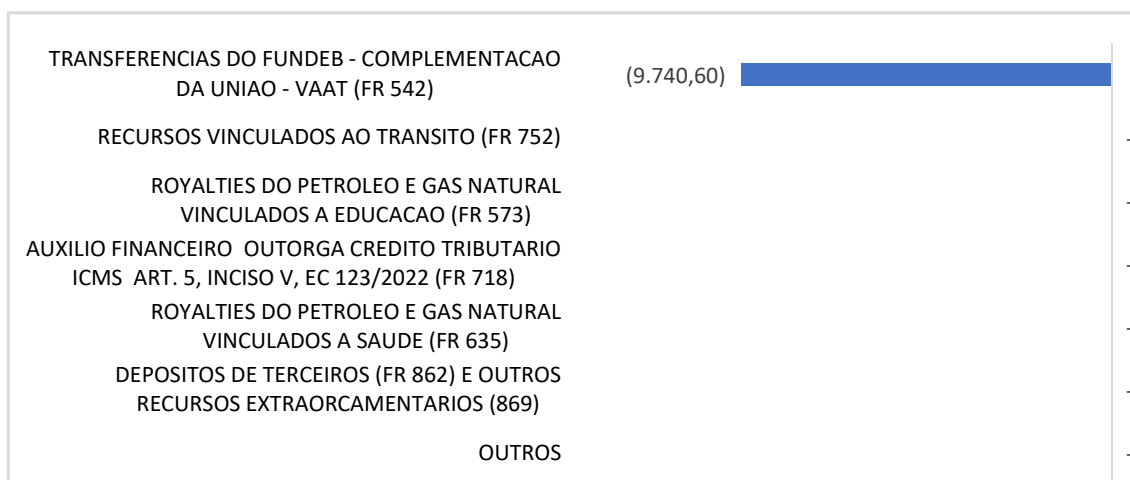 TRANSFERENCIAS DO FUNDEB - COMPLEMENTACAO
DA UNIAO - VAAT (FR 542)
(9.740,60)
RECURSOS VINCULADOS AO TRANSITO (FR 752)
-
ROYALTIES DO PETROLEO E GAS NATURAL
VINCULADOS A EDUCACAO (FR 573)
-
AUXILIO FINANCEIRO  OUTORGA CREDITO TRIBUTARIO
ICMS  ART. 5, INCISO V, EC 123/2022 (FR 718)
-
ROYALTIES DO PETROLEO E GAS NATURAL
VINCULADOS A SAUDE (FR 635)
-
DEPOSITOS DE TERCEIROS (FR 862) E OUTROS
RECURSOS EXTRAORCAMENTARIOS (869)
-
OUTROS
-